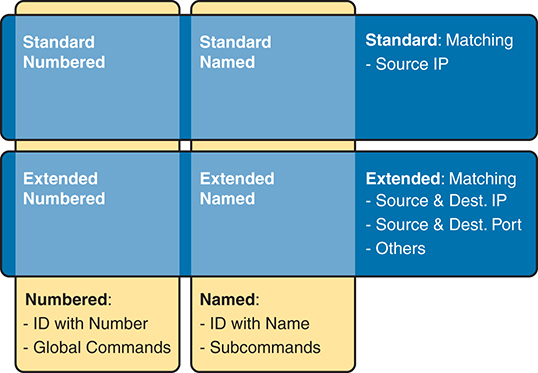 Standard
Numbered
Standard
Named
Standard: Matching
- Source IP
Extended
Numbered
Extended
Named
Extended: Matching
- Source & Dest. IP
- Source & Dest. Port
- Others
Numbered:
- ID with Number
- Global Commands
Named:
- ID with Name
- Subcommands